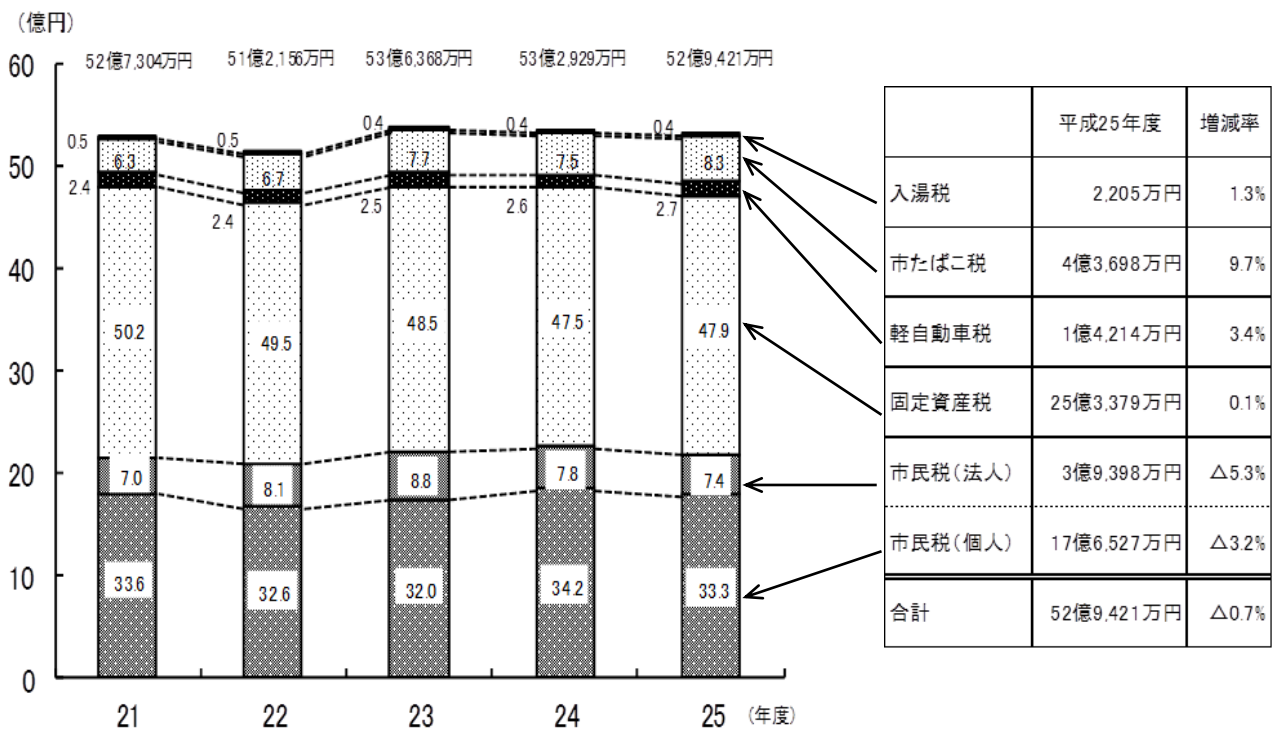 （億円）
52億7,304万円 51億2,156万円 53億6,368万円 53億2,929万円 52億9,421万円
60
50
40
30
20
10
0
0.5 0.5 0.4 0.4 0.4
6.3 6.7 7.7 7.5 8.3
2.4 2.4 2.5 2.6 2.7
50.2 49.5 48.5 47.5 47.9
7.0 8.1 8.8 7.8 7.4
33.6 32.6 32.0 34.2 33.3
21 22 23 24 25 （年度）
平成25年度 増減率
入湯税 2,205万円 1.3%
市たばこ税 4億3,698万円 9.7%
軽自動車税 1億4,214万円 3.4%
固定資産税 25億3,379万円 0.1%
市民税（法人） 3億9,398万円 △5.3%
市民税（個人） 17億6,527万円 △3.2%
合計 52億9,421万円 △0.7%